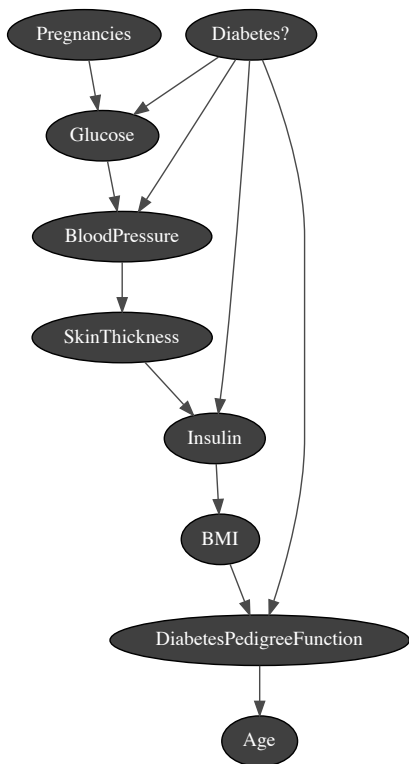 Pregnancies
Diabetes?
Glucose
BloodPressure
SkinThickness
Insulin
BMI
DiabetesPedigreeFunction
Age